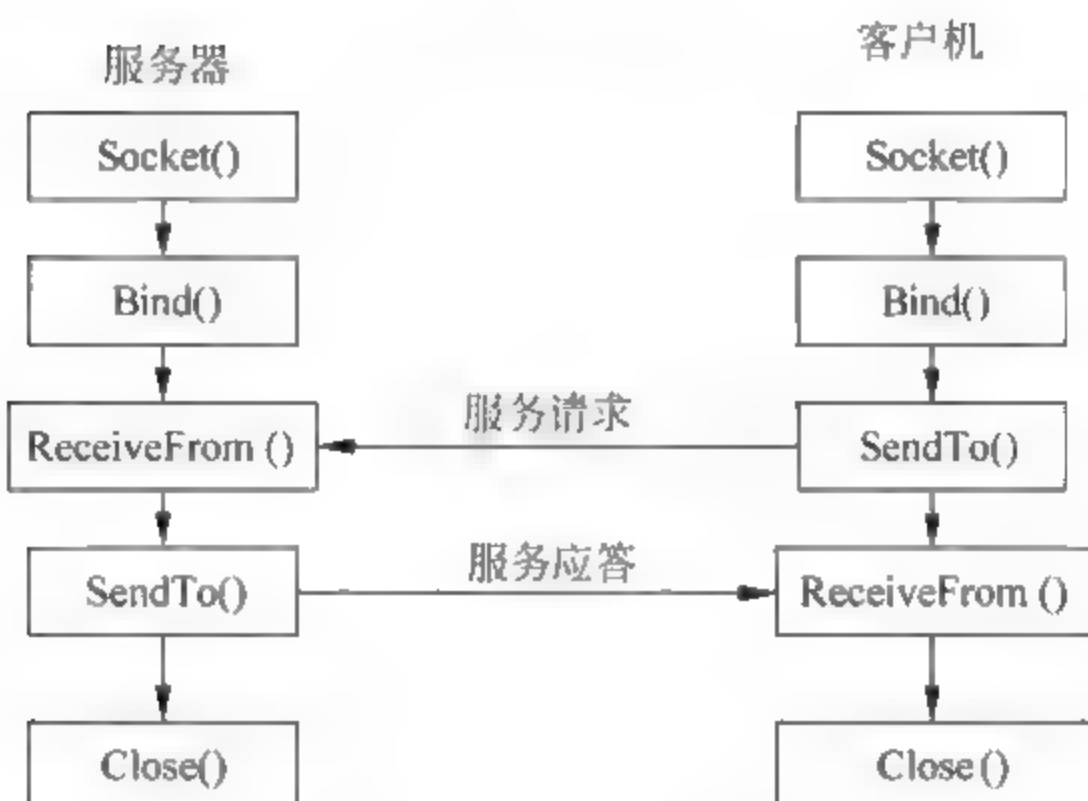 服务器
客户机
Socket()
Socket()
Bind()
Bind()
服务请求
ReceiveFrom ()
SendTo()
服务应答
SendTo()
ReceiveFrom ()
Close()
Close()